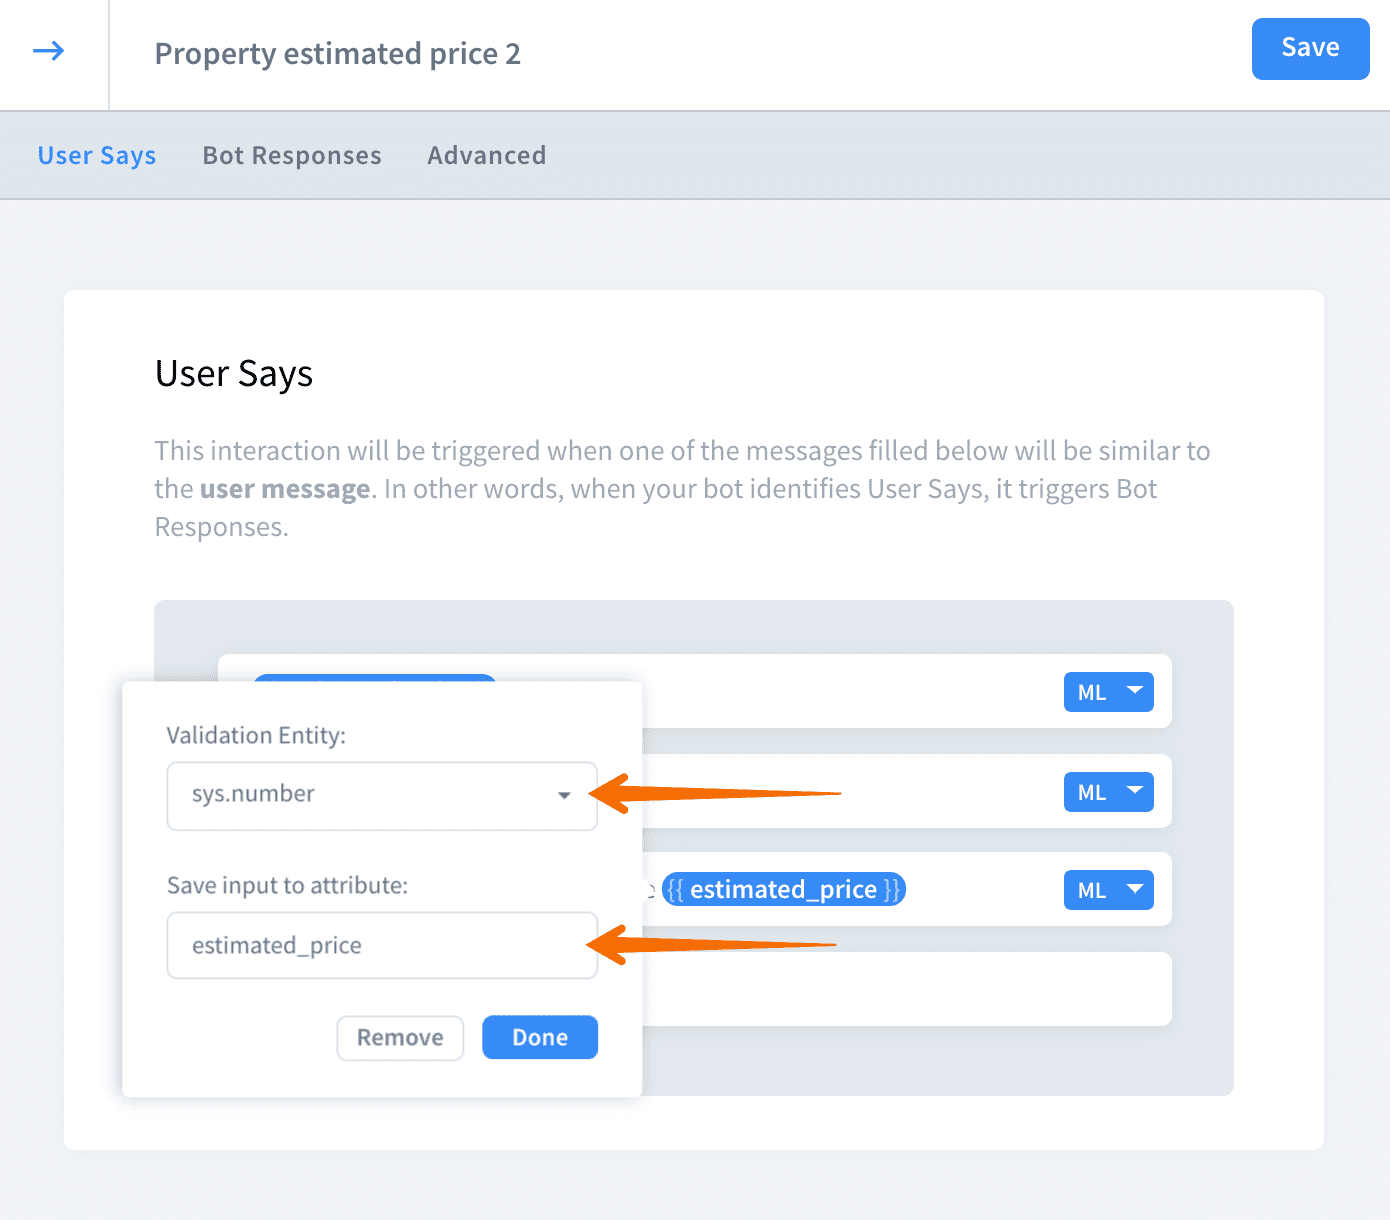 Property estimated price 2
Save
User Says
Bot Responses
Advanced
User Says
This interaction will be triggered when one of the messages filled below will be similar to
the user message. In other words, when your bot identifies User Says, it triggers Bot
Responses.
ML
Validation Entity:
sys.number
ML
Save input to attribute:
{{ estimated_price }}
ML
estimated_price
Remove
Done